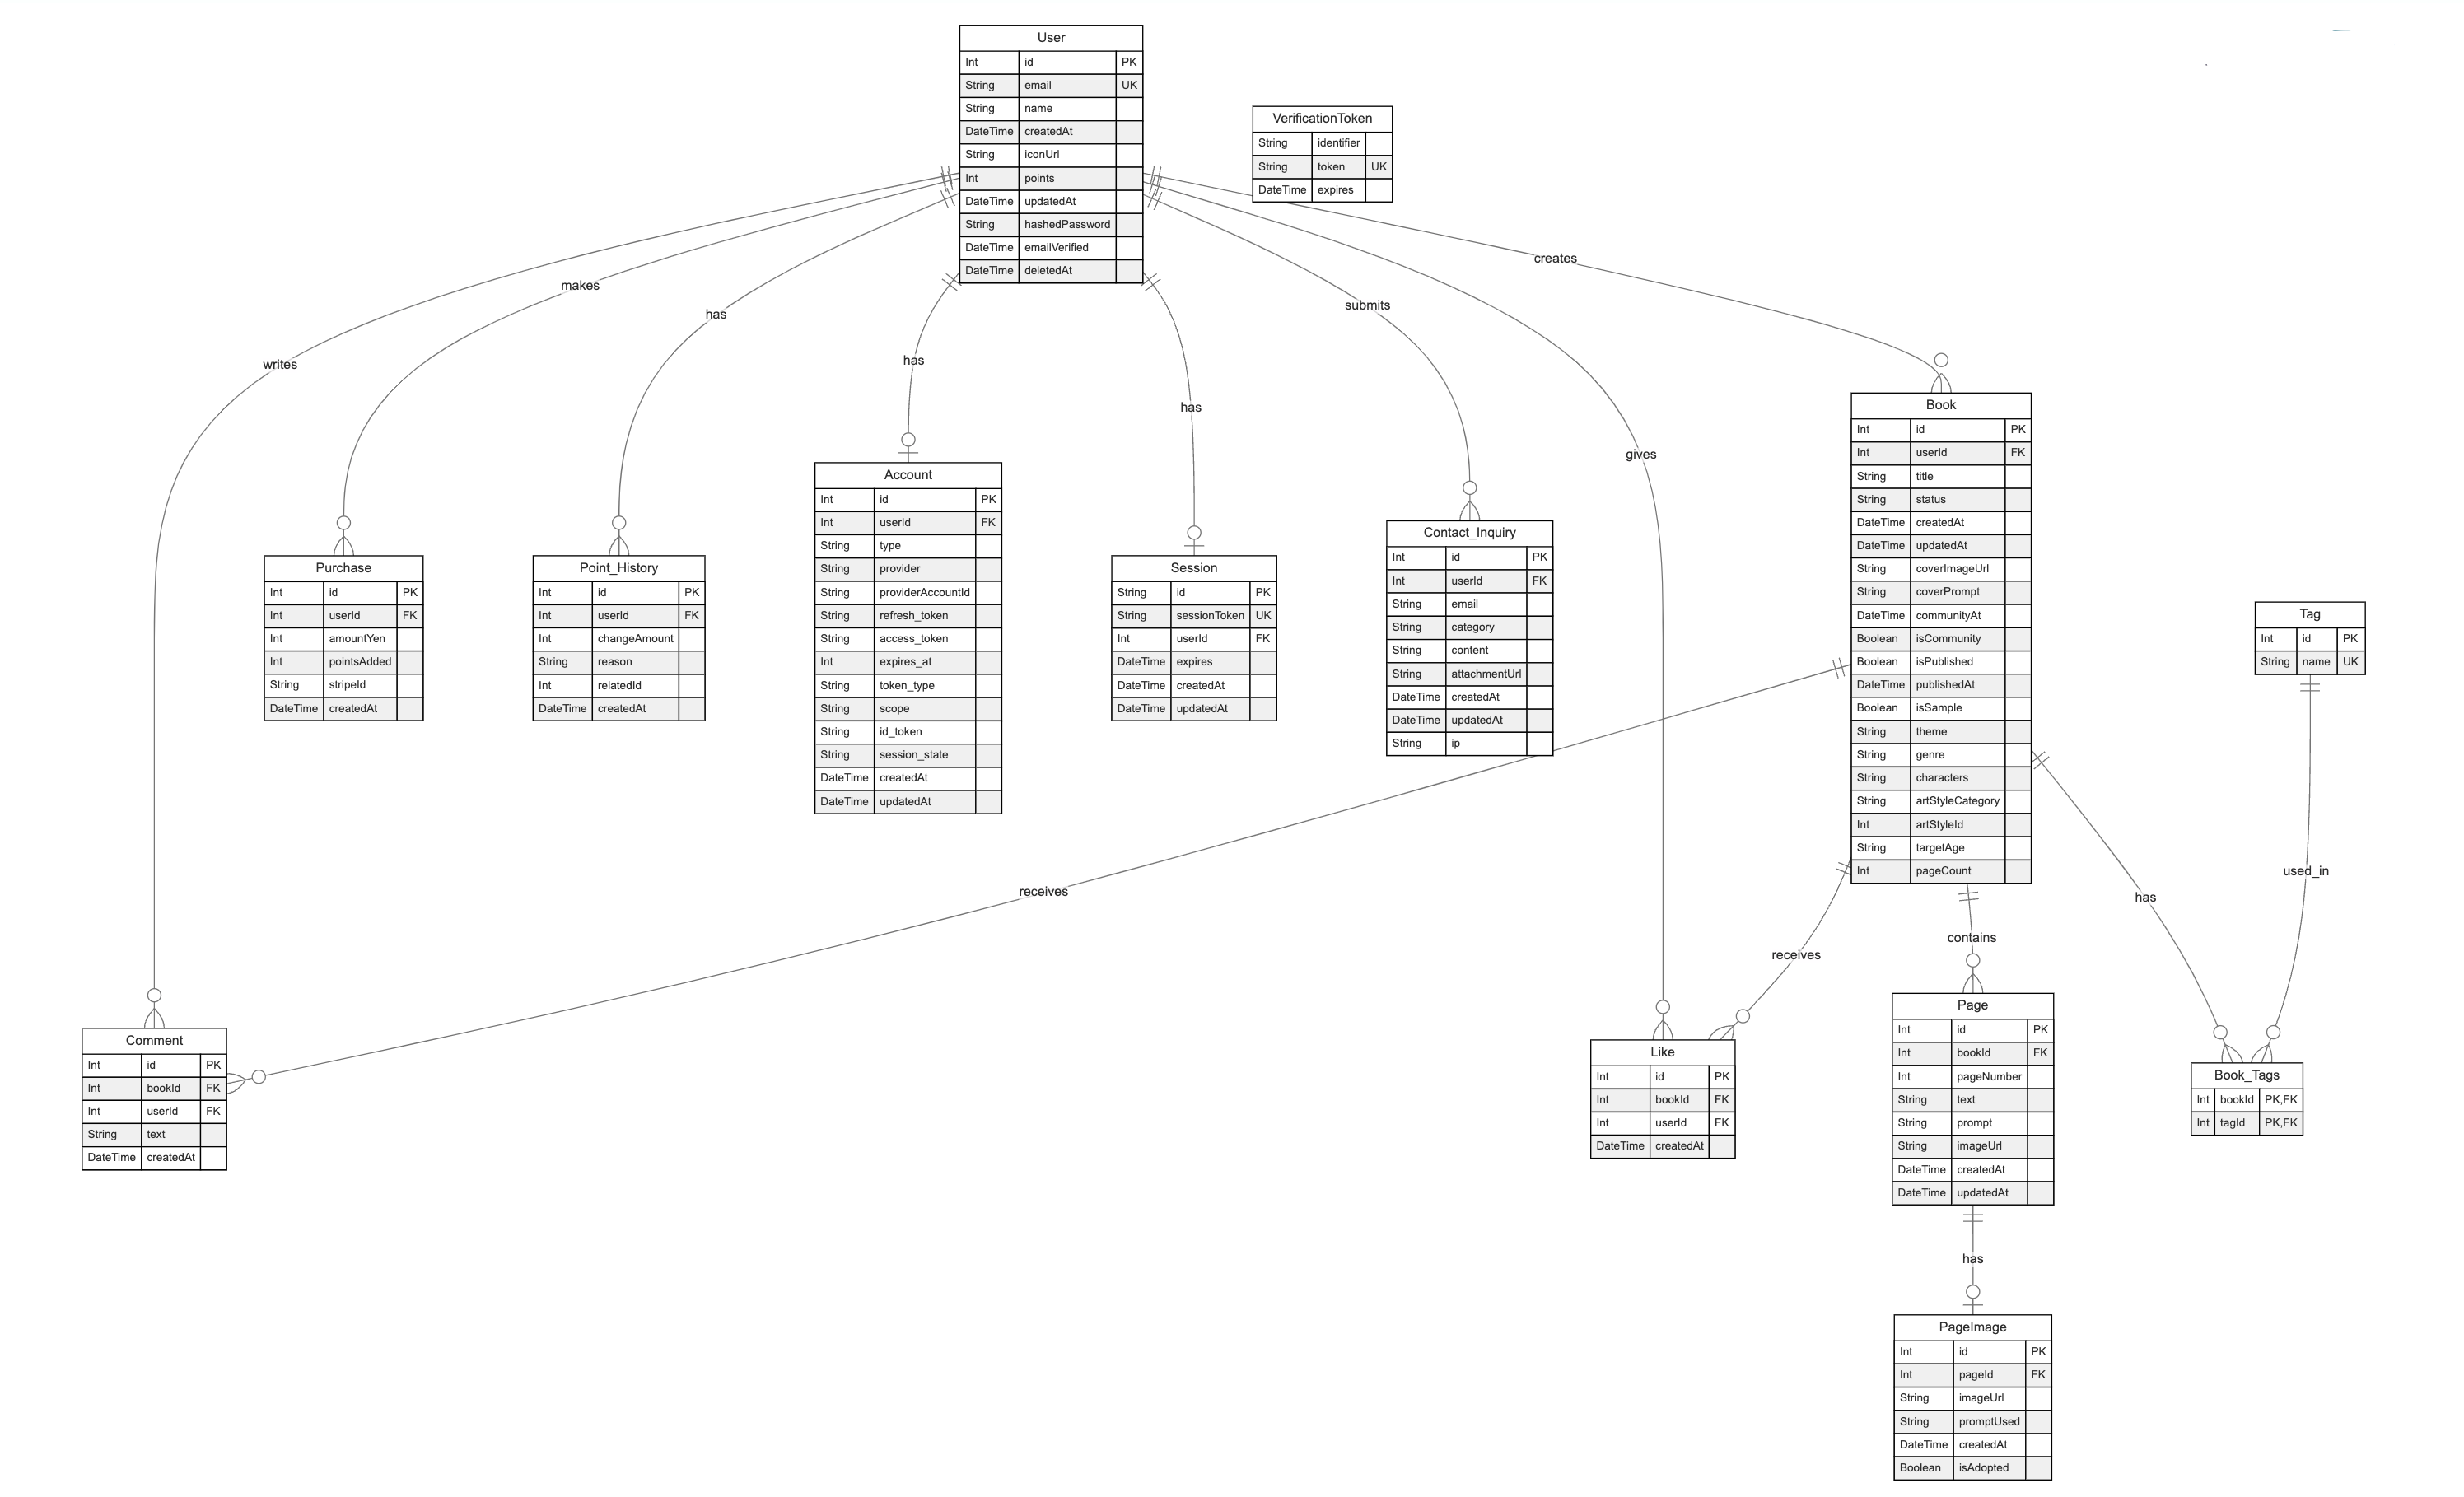 User
Int id PK
String email UK
String name
DateTime createdAt
String iconUrl
Int points
DateTime updatedAt
String hashedPassword
DateTime emailVerified
DateTime deletedAt
VerificationToken
String identifier
String token UK
DateTime expires
writes
makes
has
has
has
submits
gives
creates
Purchase
Int id PK
Int userId FK
Int amountYen
Int pointsAdded
String stripeId
DateTime createdAt
Point_History
Int id PK
Int userId FK
Int changeAmount
String reason
Int relatedId
DateTime createdAt
Account
Int id PK
Int userId FK
String type
String provider
String providerAccountId
String refresh_token
String access_token
Int expires_at
String token_type
String scope
String id_token
String session_state
DateTime createdAt
DateTime updatedAt
Session
String id PK
String sessionToken UK
Int userId FK
DateTime expires
DateTime createdAt
DateTime updatedAt
Contact_Inquiry
Int id PK
Int userId FK
String email
String category
String content
String attachmentUrl
DateTime createdAt
DateTime updatedAt
String ip
Book
Int id PK
Int userId FK
String title
String status
DateTime createdAt
DateTime updatedAt
String coverImageUrl
String coverPrompt
DateTime communityAt
Boolean isCommunity
Boolean isPublished
DateTime publishedAt
Boolean isSample
String theme
String genre
String characters
String artStyleCategory
Int artStyleId
String targetAge
Int pageCount
Tag
Int id PK
String name UK
receives
receives
contains
has
used_in
Comment
Int id PK
Int bookId FK
Int userId FK
String text
DateTime createdAt
Like
Int id PK
Int bookId FK
Int userId FK
DateTime createdAt
Page
Int id PK
Int bookId FK
Int pageNumber
String text
String prompt
String imageUrl
DateTime createdAt
DateTime updatedAt
Book_Tags
Int bookId PK,FK
Int tagId PK,FK
has
PageImage
Int id PK
Int pageId FK
String imageUrl
String promptUsed
DateTime createdAt
Boolean isAdopted